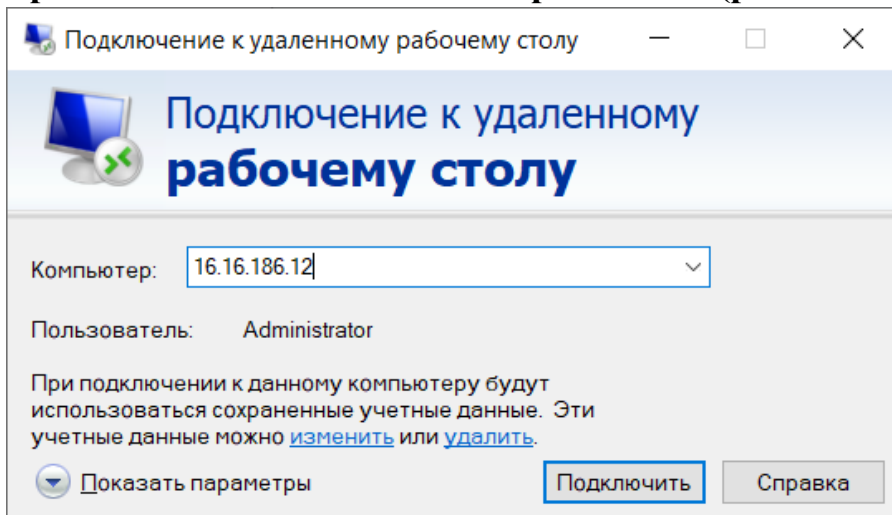 Подключение к удаленному рабочему столу
Подключение к удаленному
рабочему столу
Компьютер: 16.16.186.12
Пользователь: Administrator
При подключении к данному компьютеру будут
использоваться сохраненные учетные данные. Эти
учетные данные можно изменить или удалить.
Показать параметры Подключить Справка